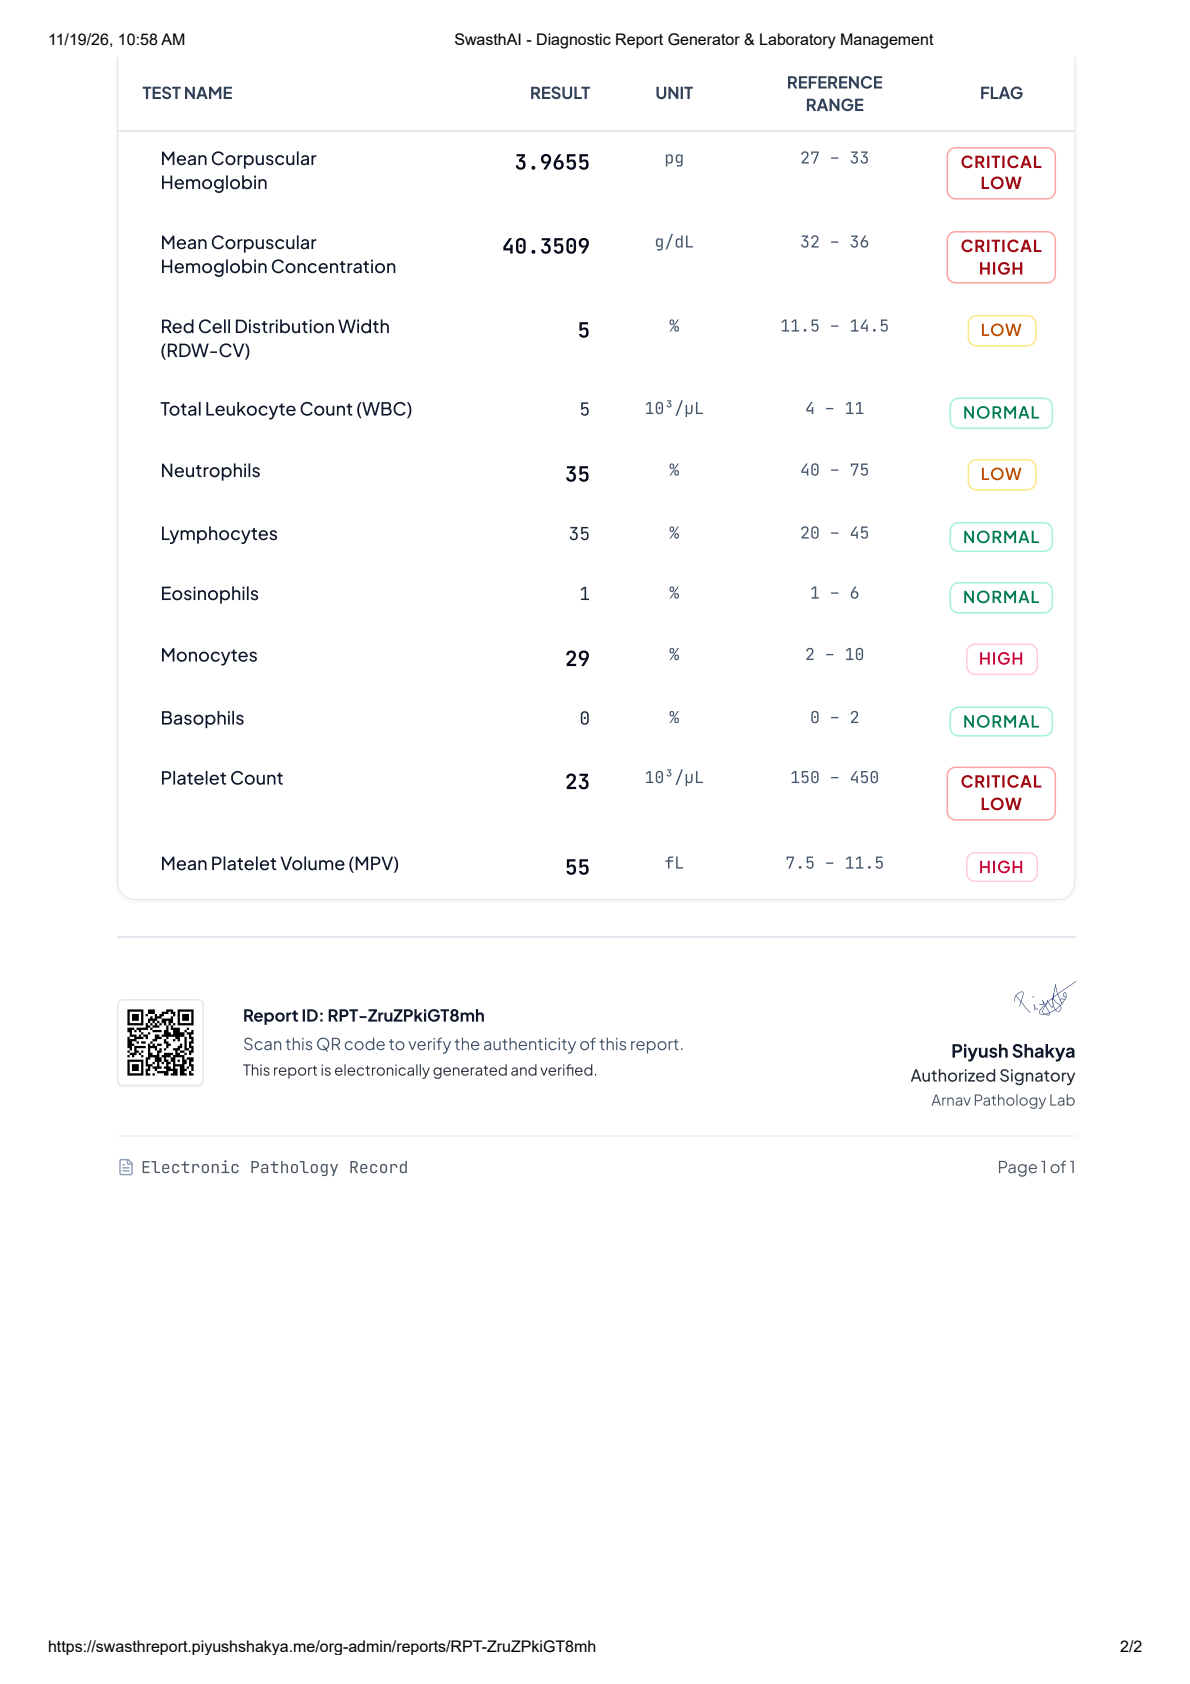 11/19/26, 10:58 AM SwasthAI - Diagnostic Report Generator & Laboratory Management
TEST NAME RESULT UNIT REFERENCE RANGE FLAG
Mean Corpuscular Hemoglobin 3.9655 pg 27 – 33 CRITICAL LOW
Mean Corpuscular Hemoglobin Concentration 40.3509 g/dL 32 – 36 CRITICAL HIGH
Red Cell Distribution Width (RDW-CV) 5 % 11.5 – 14.5 LOW
Total Leukocyte Count (WBC) 5 10³/µL 4 – 11 NORMAL
Neutrophils 35 % 40 – 75 LOW
Lymphocytes 35 % 20 – 45 NORMAL
Eosinophils 1 % 1 – 6 NORMAL
Monocytes 29 % 2 – 10 HIGH
Basophils 0 % 0 – 2 NORMAL
Platelet Count 23 10³/µL 150 – 450 CRITICAL LOW
Mean Platelet Volume (MPV) 55 fL 7.5 – 11.5 HIGH
Report ID: RPT-ZruZPkiGT8mh
Scan this QR code to verify the authenticity of this report.
This report is electronically generated and verified.
Piyush Shakya
Authorized Signatory
Arnav Pathology Lab
Electronic Pathology Record Page 1 of 1
https://swasthreport.piyushshakya.me/org-admin/reports/RPT-ZruZPkiGT8mh 2/2